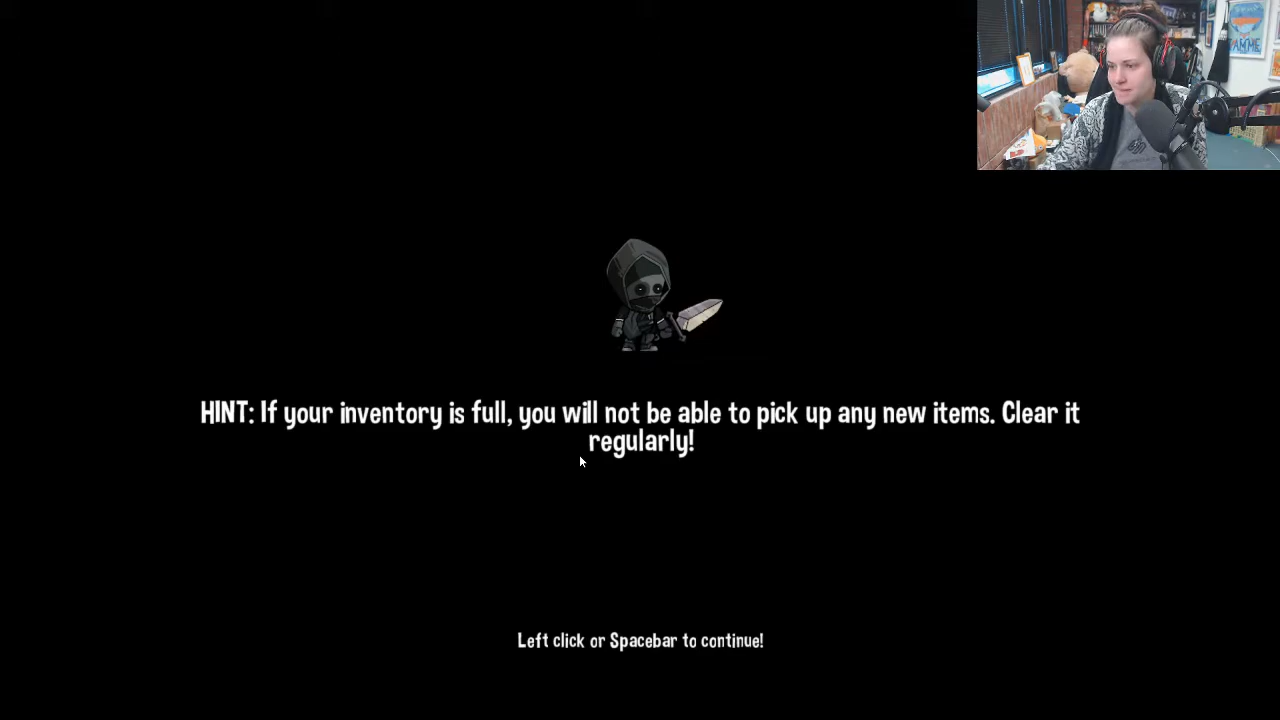 AMME
HINT: If your inventory is full, you will not be able to pick up any new items. Clear it
regularly!
Left click or Spacebar to continue!